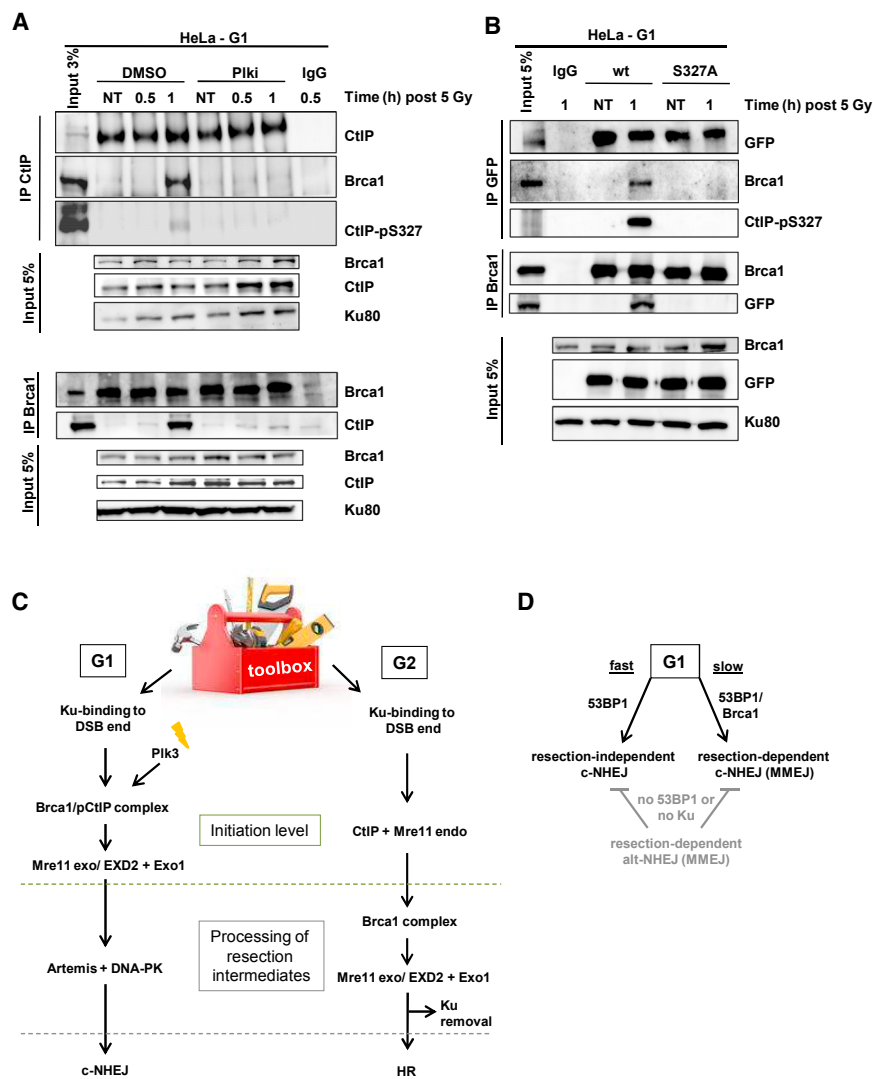 A
HeLa - G1
Input 3%
DMSO
Plki
IgG
NT
0.5
1
NT
0.5
1
0.5
Time (h) post 5 Gy
IP CtIP
CtIP
Brca1
CtIP-pS327
Input 5%
Brca1
CtIP
Ku80
IP Brca1
Brca1
CtIP
Input 5%
Brca1
CtIP
Ku80
B
HeLa - G1
Input 5%
IgG
wt
S327A
1
NT
1
NT
1
Time (h) post 5 Gy
IP GFP
GFP
Brca1
CtIP-pS327
IP Brca1
Brca1
GFP
Input 5%
Brca1
GFP
Ku80
C
toolbox
G1
G2
Ku-binding to
DSB end
Plk3
Brca1/pCtIP complex
Mre11 exo/ EXD2 + Exo1
Artemis + DNA-PK
c-NHEJ
Initiation level
Processing of
resection
intermediates
Ku-binding to
DSB end
CtIP + Mre11 endo
Brca1 complex
Mre11 exo/ EXD2 + Exo1
Ku
removal
HR
D
G1
fast
slow
53BP1
53BP1/
Brca1
resection-independent
c-NHEJ
resection-dependent
c-NHEJ (MMEJ)
no 53BP1 or
no Ku
resection-dependent
alt-NHEJ (MMEJ)